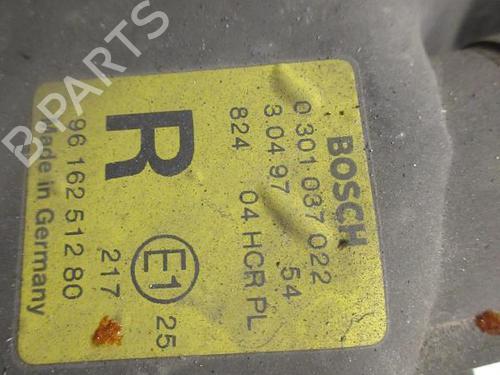 BOSCH
0 301 037 022
3.04.97 54
824 04 HCR PL
R
E1 25
217
96 162 512 80
Made in Germany
B-PARTS